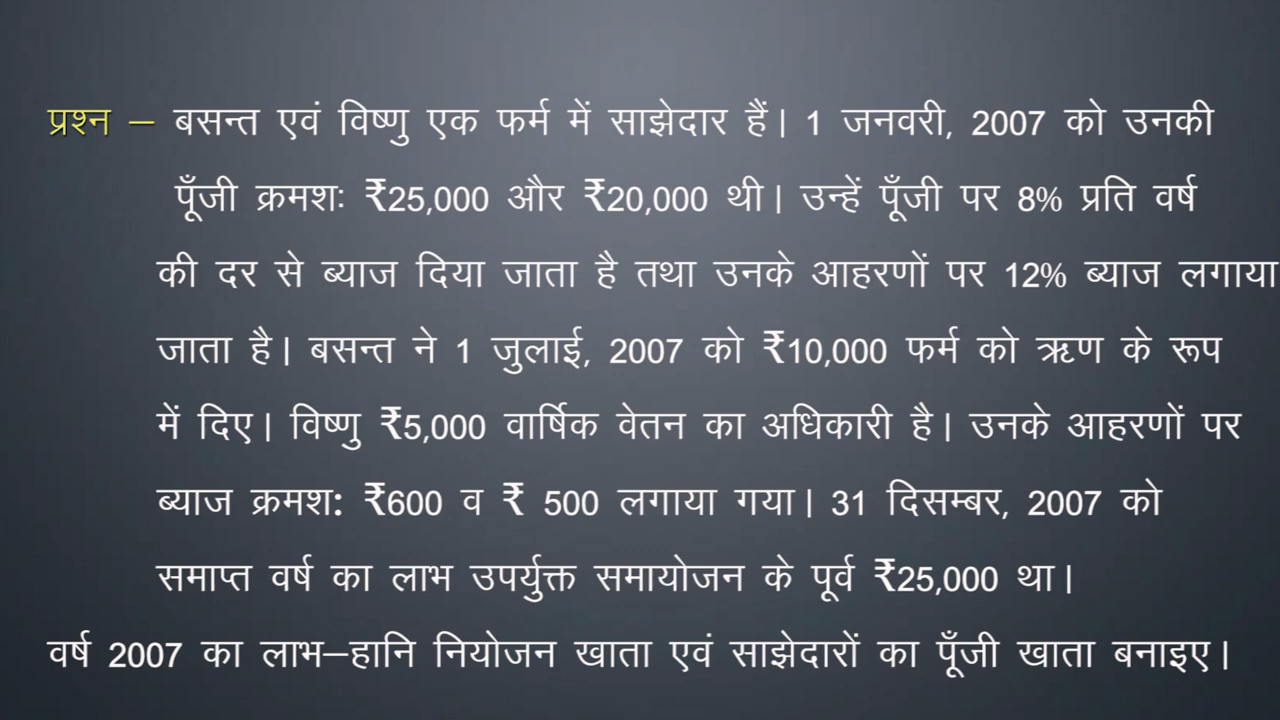 प्रश्न – बसन्त एवं विष्णु एक फर्म में साझेदार हैं। 1 जनवरी, 2007 को उनकी
पूँजी क्रमशः ₹25,000 और ₹20,000 थी। उन्हें पूँजी पर 8% प्रति वर्ष
की दर से ब्याज दिया जाता है तथा उनके आहरणों पर 12% ब्याज लगाया
जाता है। बसन्त ने 1 जुलाई, 2007 को ₹10,000 फर्म को ऋण के रूप
में दिए। विष्णु ₹5,000 वार्षिक वेतन का अधिकारी है। उनके आहरणों पर
ब्याज क्रमश: ₹600 व ₹ 500 लगाया गया। 31 दिसम्बर, 2007 को
समाप्त वर्ष का लाभ उपर्युक्त समायोजन के पूर्व ₹25,000 था।
वर्ष 2007 का लाभ–हानि नियोजन खाता एवं साझेदारों का पूँजी खाता बनाइए।